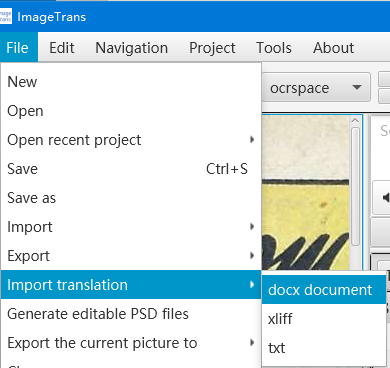 ImageTrans
File Edit Navigation Project Tools About
New
Open
ocrspace
Open recent project
Save Ctrl+S
Save as
Import
Export
Import translation
docx document
Generate editable PSD files
xliff
Export the current picture to
txt